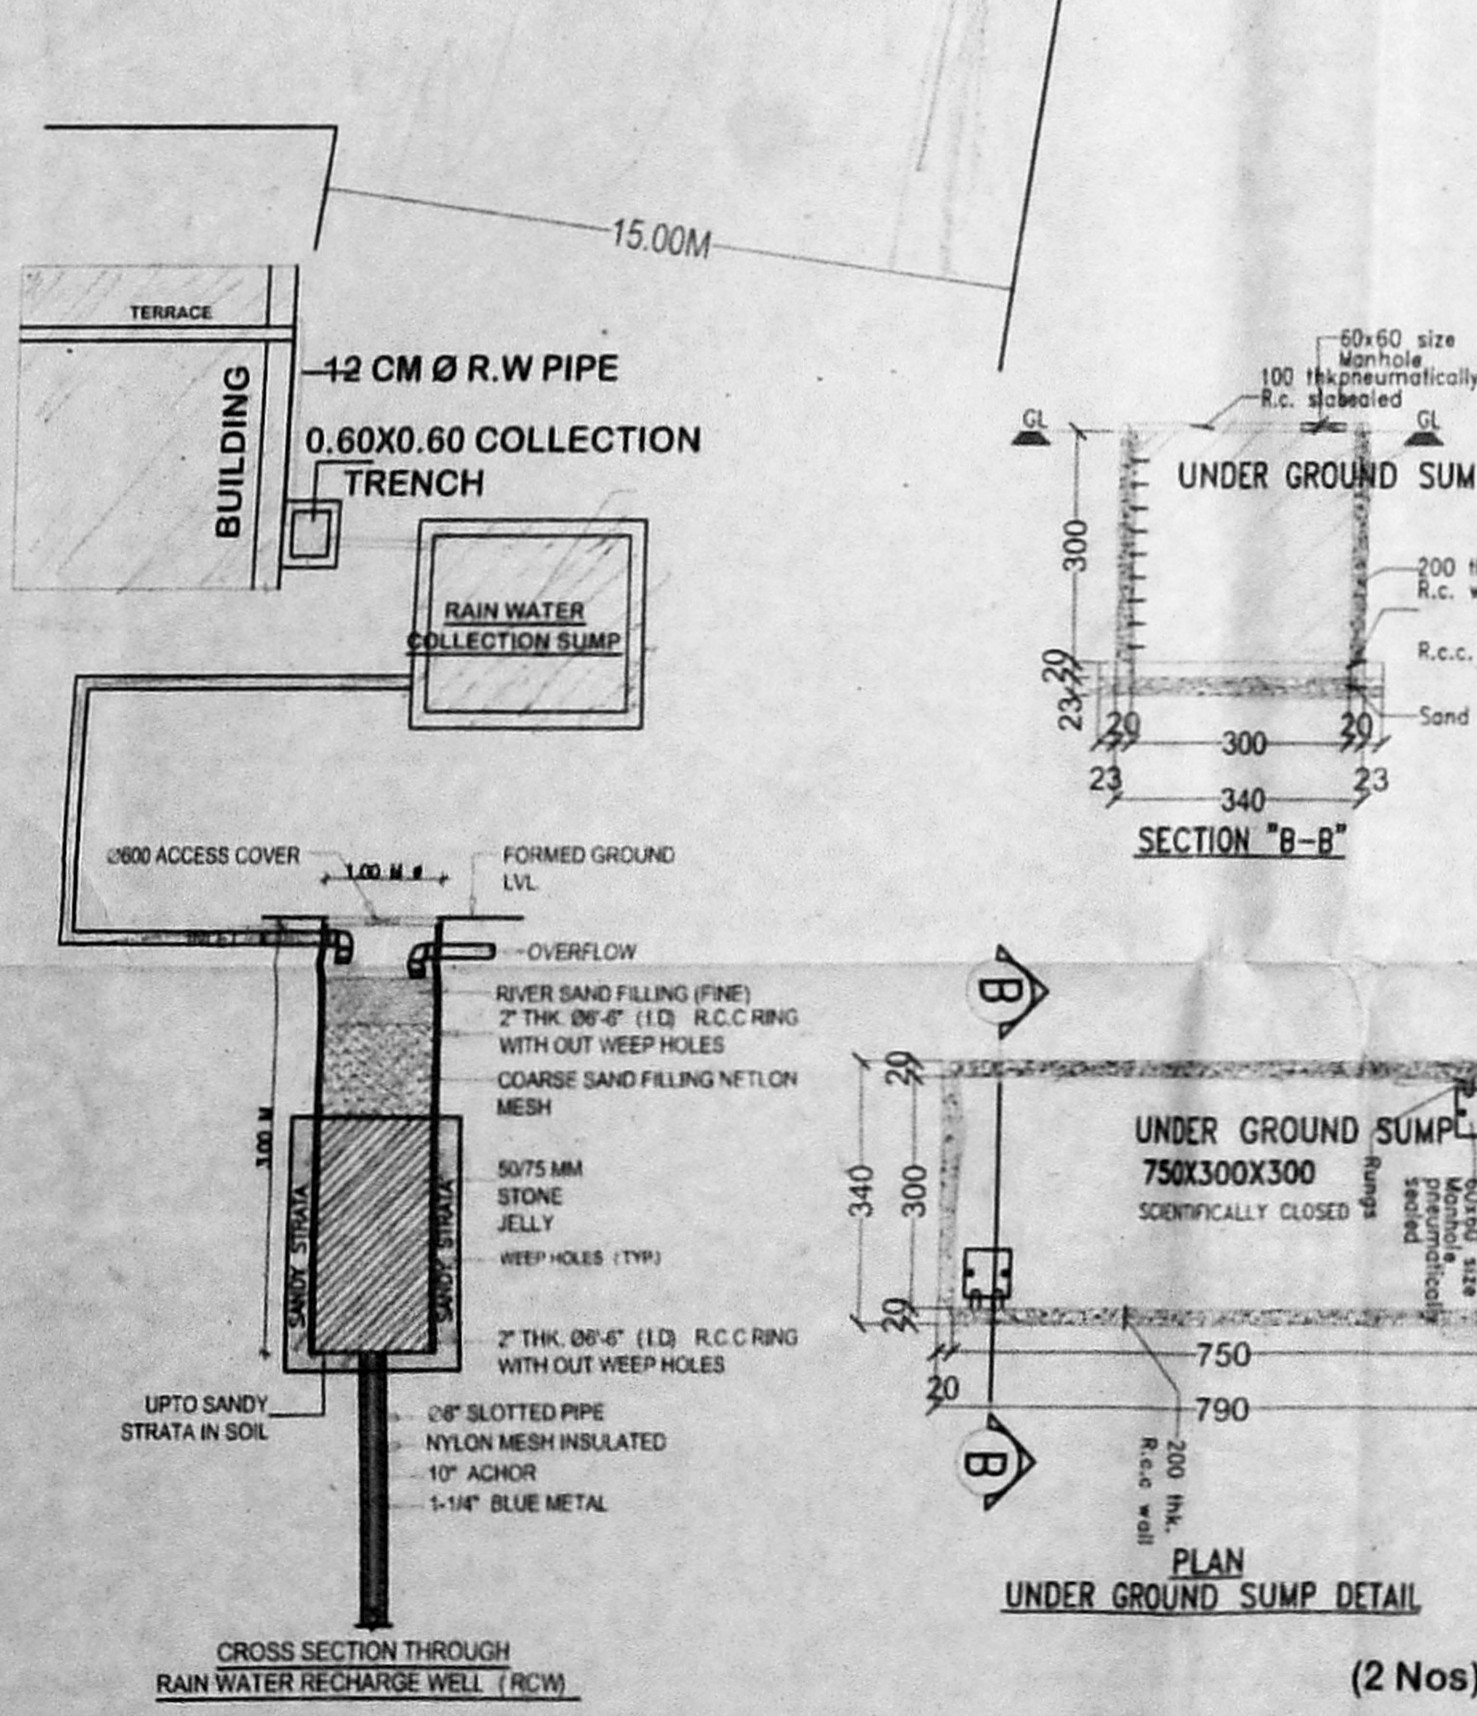 15.00M
TERRACE
BUILDING
12 CM Ø R.W PIPE
0.60X0.60 COLLECTION
TRENCH
RAIN WATER
COLLECTION SUMP
Ø600 ACCESS COVER
1.00 M Ø
FORMED GROUND
LVL.
OVERFLOW
RIVER SAND FILLING (FINE)
2" THK. Ø6'-6" (I.D) R.C.C RING
WITH OUT WEEP HOLES
COARSE SAND FILLING NETLON
MESH
3.00 M
SANDY STRATA
SANDY STRATA
50/75 MM
STONE
JELLY
WEEP HOLES (TYP.)
2" THK. Ø6'-6" (I.D) R.C.C RING
WITH OUT WEEP HOLES
UPTO SANDY
STRATA IN SOIL
Ø6" SLOTTED PIPE
NYLON MESH INSULATED
10" ACHOR
1-1/4" BLUE METAL
CROSS SECTION THROUGH
RAIN WATER RECHARGE WELL (RCW)
60x60 size
Manhole
pneumatically
sealed
100 thk
R.c. slab
GL
GL
UNDER GROUND SUM
300
20
23
200 th
R.c. w
R.c.c.
Sand
20
300
20
23
340
23
SECTION "B-B"
B
20
340
300
20
UNDER GROUND SUMP
750X300X300
SCIENTIFICALLY CLOSED
Rungs
60x60 size
Manhole
pneumatically
sealed
750
20
790
B
200 thk.
R.c.c wall
PLAN
UNDER GROUND SUMP DETAIL
(2 Nos)